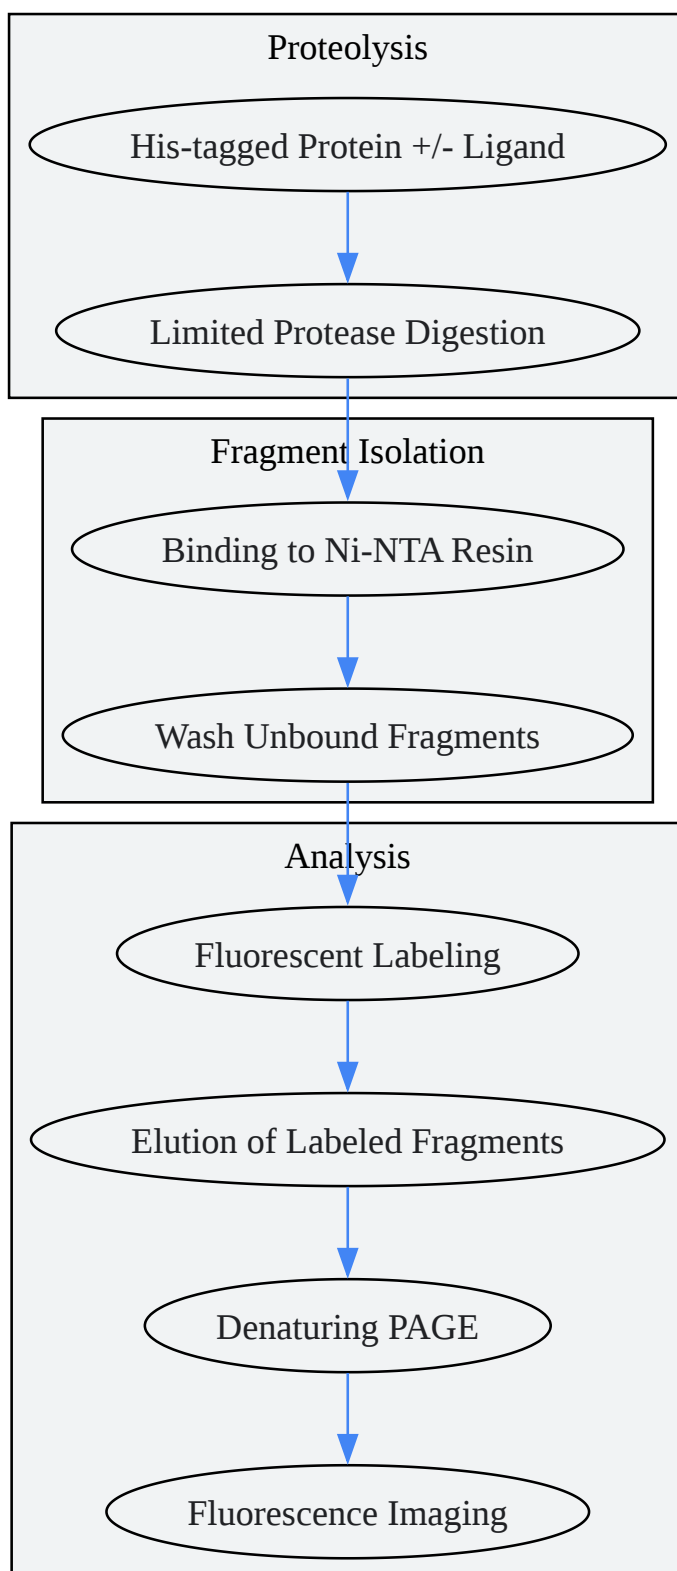 Proteolysis
His-tagged Protein +/- Ligand
Limited Protease Digestion
Fragment Isolation
Binding to Ni-NTA Resin
Wash Unbound Fragments
Analysis
Fluorescent Labeling
Elution of Labeled Fragments
Denaturing PAGE
Fluorescence Imaging